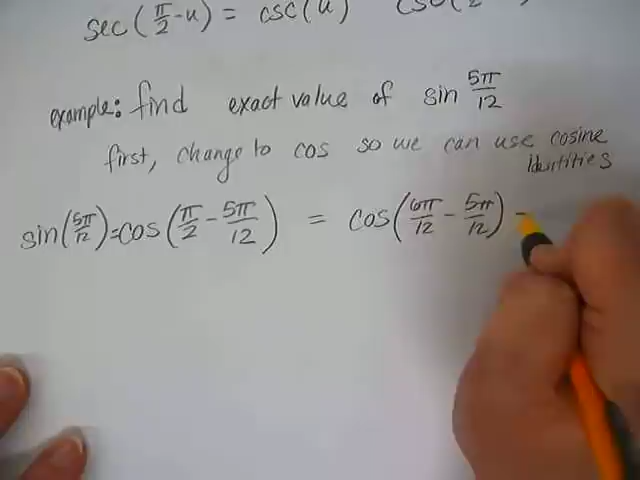 sec(π/2 - u) = csc(u)
example: find exact value of sin 5π/12
first, change to cos so we can use cosine
identities
sin(5π/12) = cos(π/2 - 5π/12) = cos(6π/12 - 5π/12) =